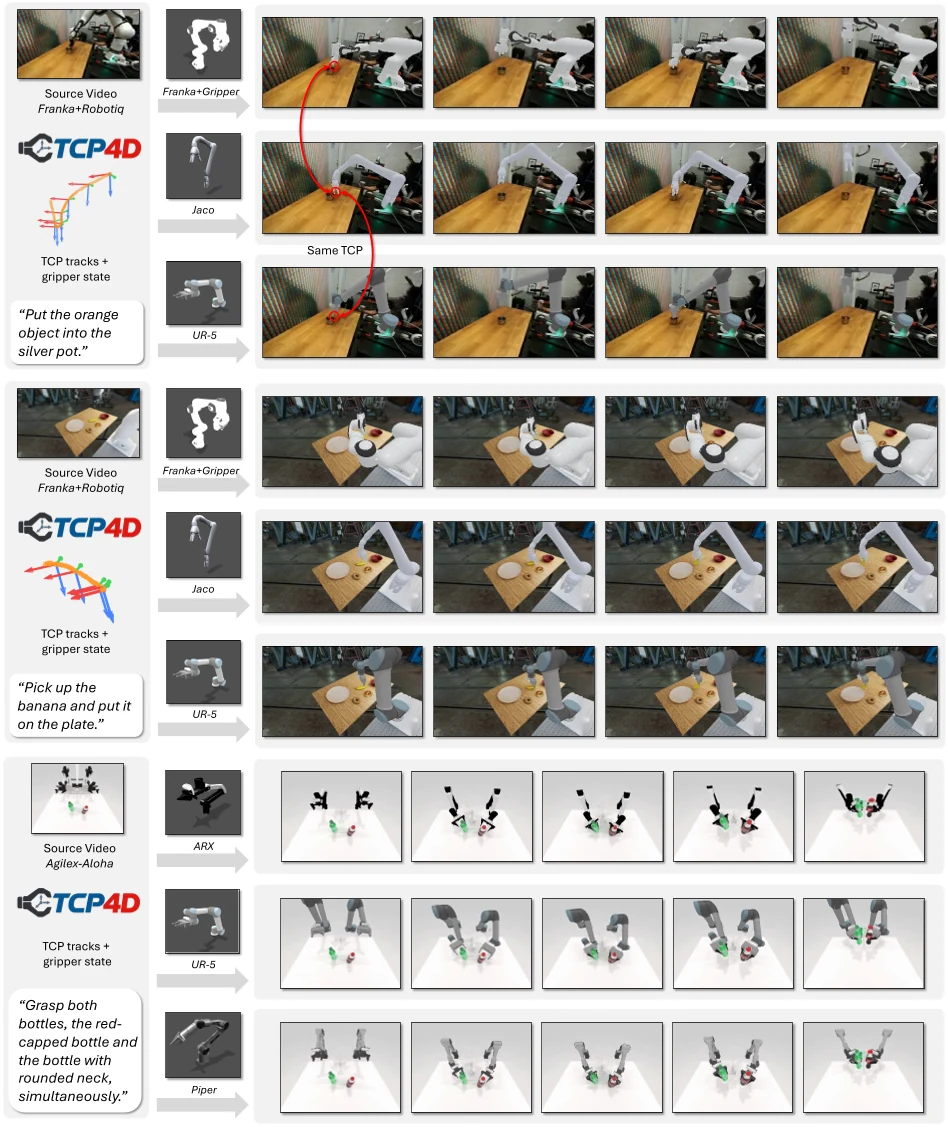 Source Video
Franka+Robotiq
TCP4D
TCP tracks +
gripper state
“Put the orange
object into the
silver pot.”
Franka+Gripper
Jaco
UR-5
Same TCP
Source Video
Franka+Robotiq
TCP4D
TCP tracks +
gripper state
“Pick up the
banana and put it
on the plate.”
Franka+Gripper
Jaco
UR-5
Source Video
Agilex-Aloha
TCP4D
TCP tracks +
gripper state
“Grasp both
bottles, the red-
capped bottle and
the bottle with
rounded neck,
simultaneously.”
ARX
UR-5
Piper